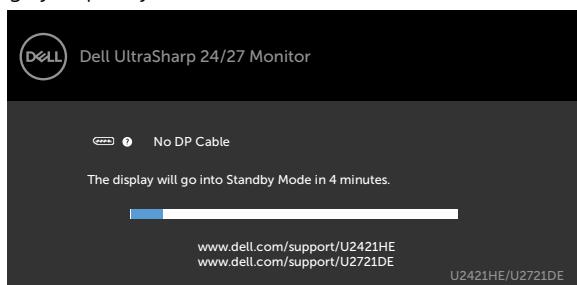 DELL
Dell UltraSharp 24/27 Monitor
? No DP Cable
The display will go into Standby Mode in 4 minutes.
www.dell.com/support/U2421HE
www.dell.com/support/U2721DE
U2421HE/U2721DE